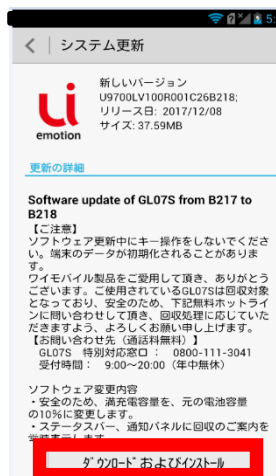 5:
システム更新
新しいバージョン
U9700LV100R001C26B218;
リリース日: 2017/12/08
サイズ: 37.59MB
ui
emotion
更新の詳細
Software update of GL07S from B217 to
B218
【ご注意】
ソフトウェア更新中にキー操作をしないでくださ
い。端末のデータが初期化されることがありま
す。
ワイモバイル製品をご愛用して頂き、ありがとう
ございます。ご使用されているGL07Sは回収対象
となっており、安全のため、下記無料ホットライ
ンに問い合わせして頂き、回収処理に応じていた
だきますよう、よろしくお願い申し上げます。
【お問い合わせ先（通話料無料）】
GL07S 特別対応窓口： 0800-111-3041
受付時間： 9:00～20:00（年中無休）
ソフトウェア変更内容
・安全のため、満充電容量を、元の電池容量
の10%に変更します。
・ステータスバー、通知パネルに回収のご案内を
ﾀﾞｳﾝﾛｰﾄﾞおよびｲﾝｽﾄｰﾙ